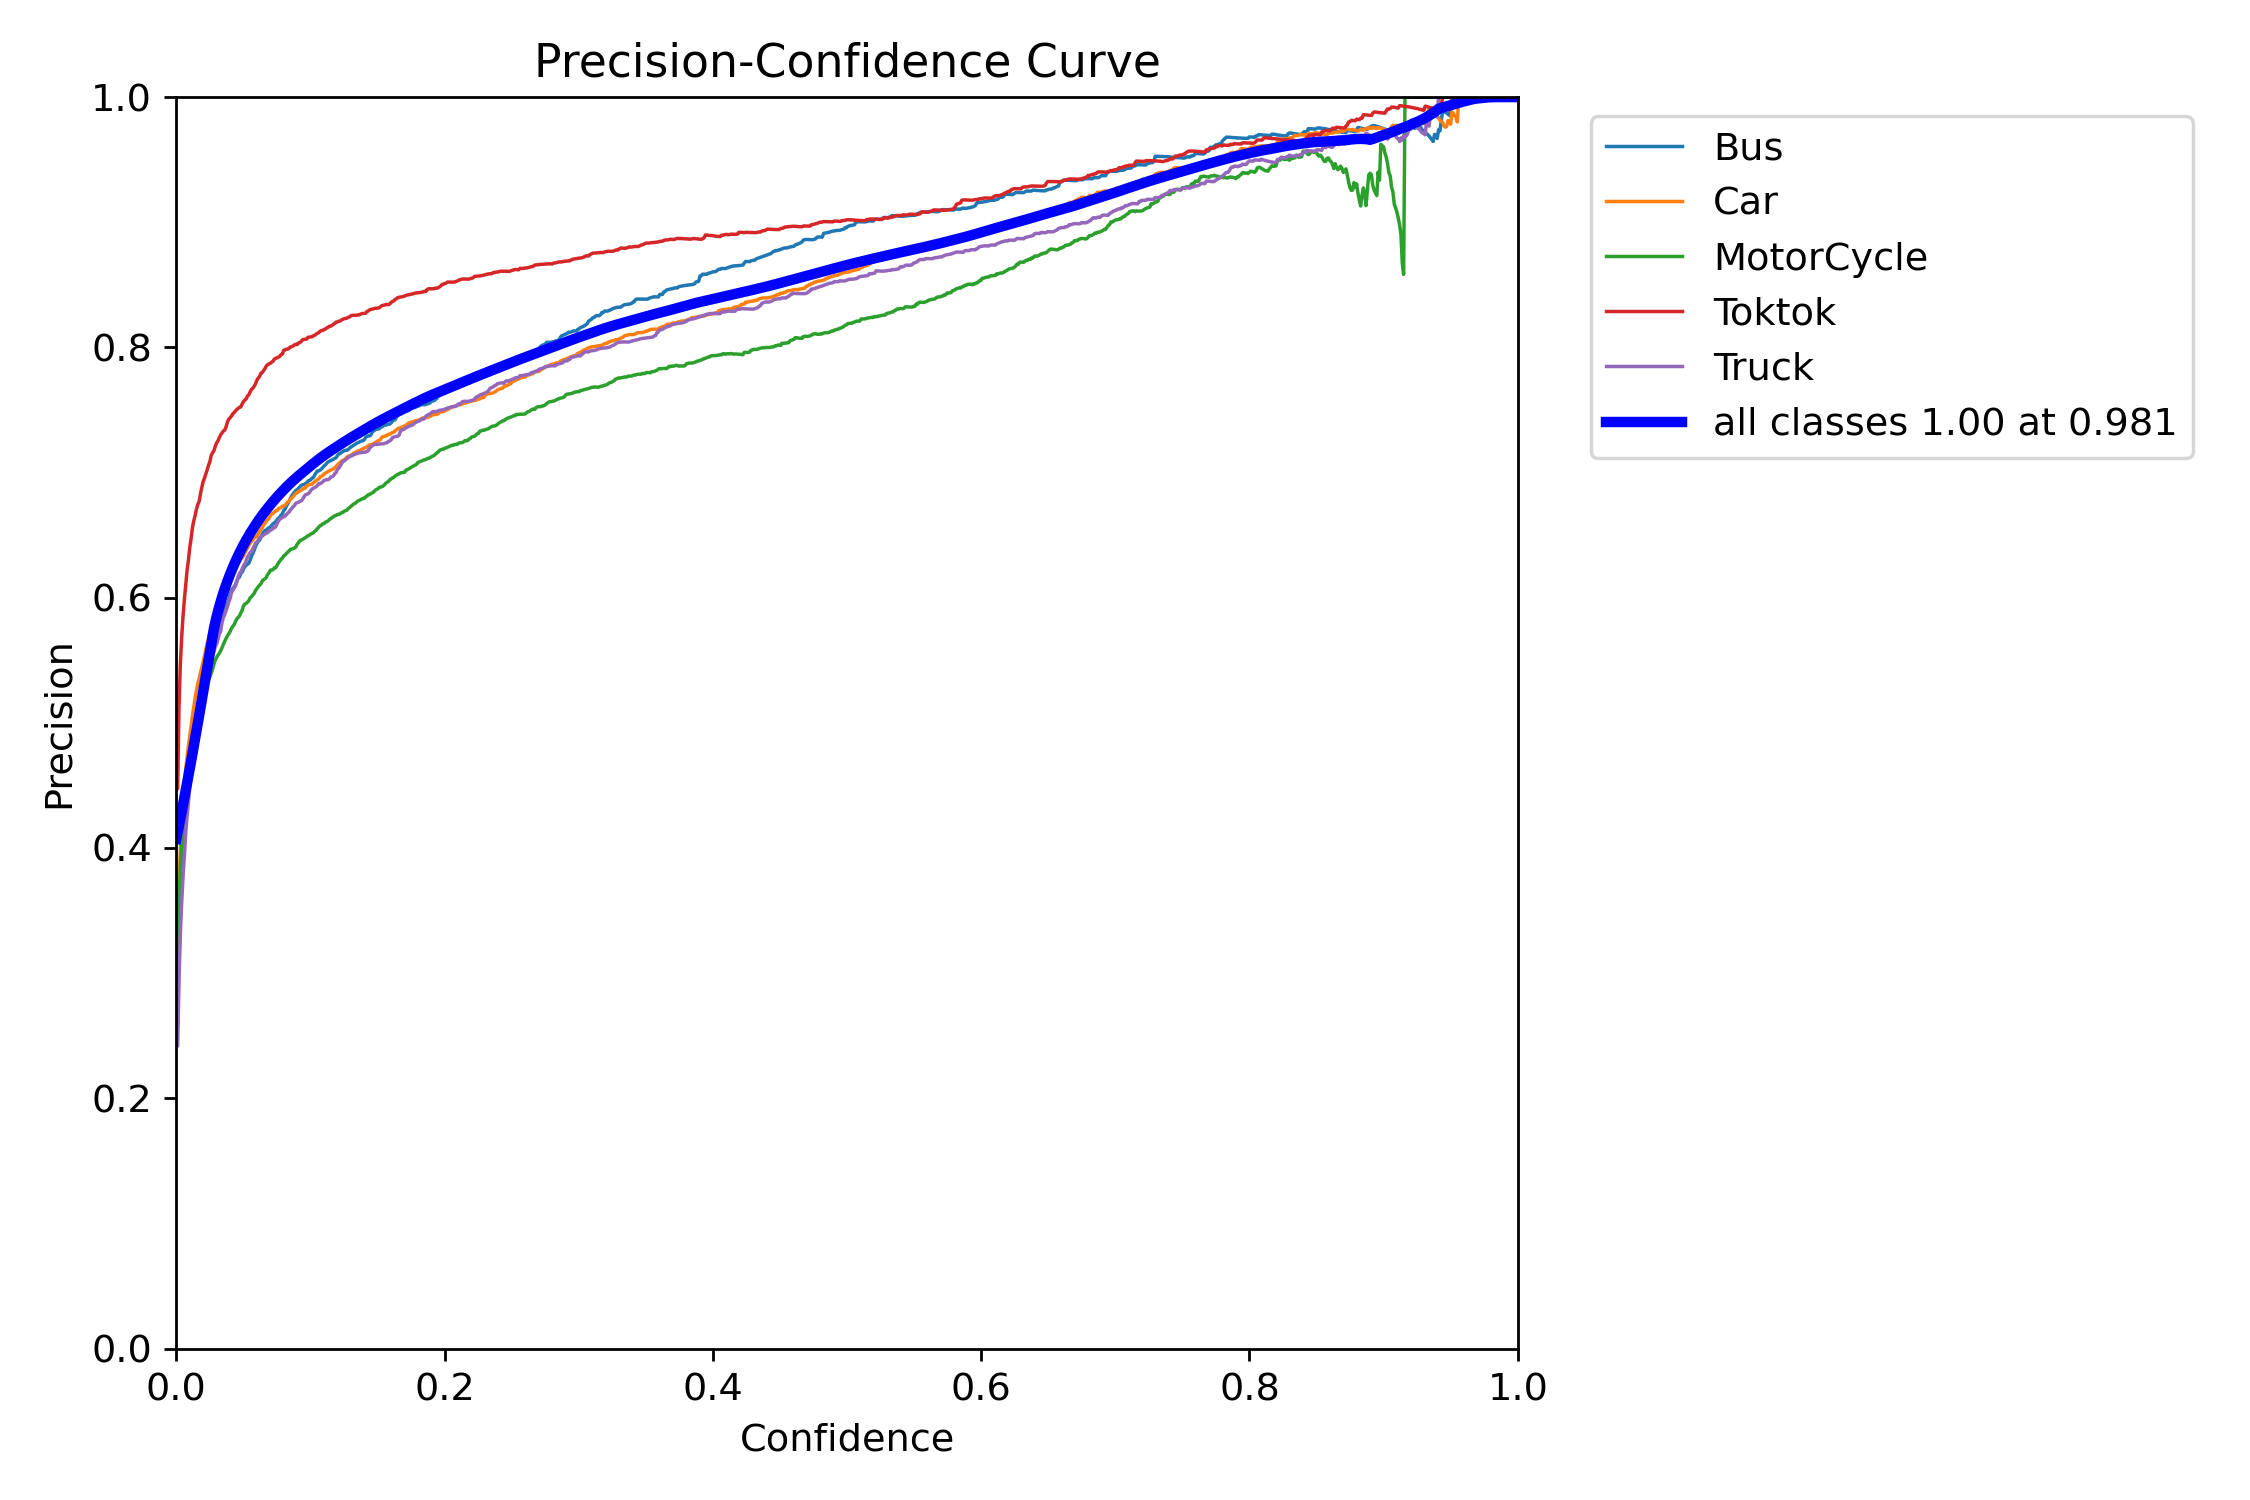 Precision-Confidence Curve
1.0
0.8
0.6
0.4
0.2
0.0
Precision
0.0 0.2 0.4 0.6 0.8 1.0
Confidence
Bus
Car
MotorCycle
Toktok
Truck
all classes 1.00 at 0.981